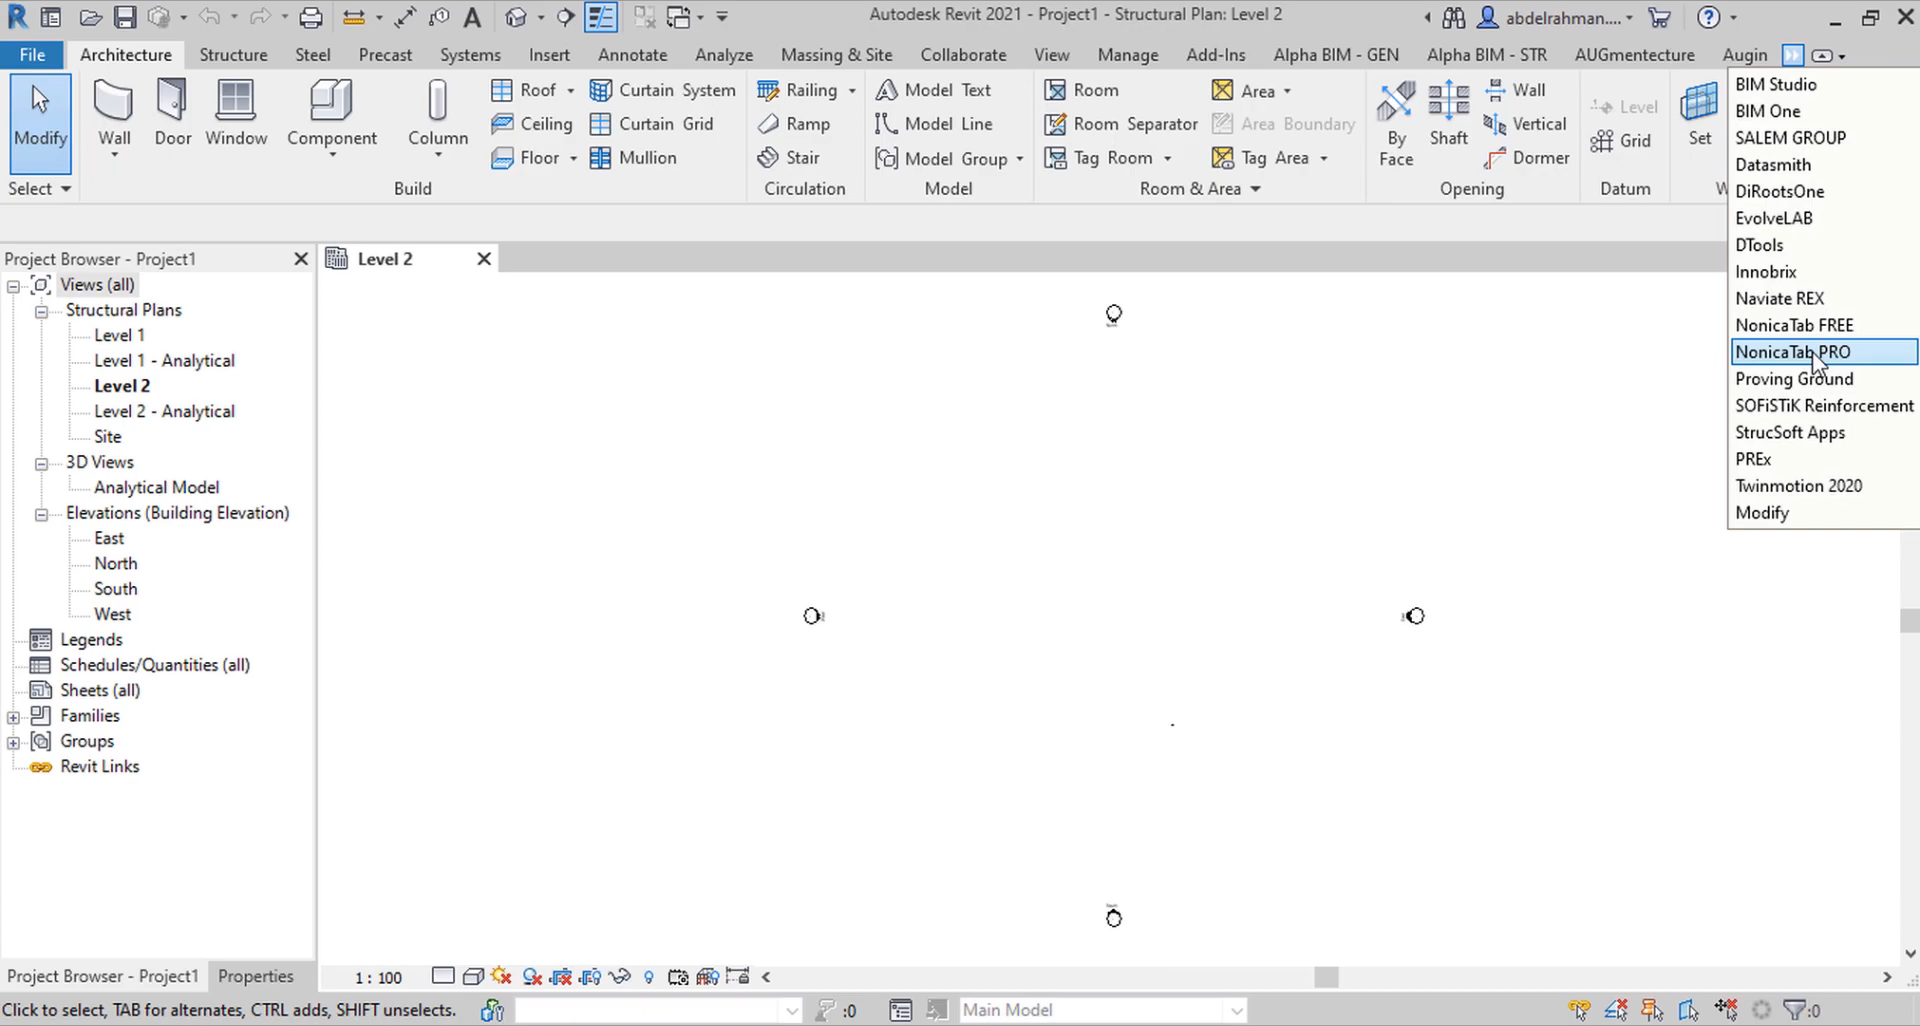 Autodesk Revit 2021 - Project1 - Structural Plan: Level 2
abdelrahman....
File
Architecture
Structure
Steel
Precast
Systems
Insert
Annotate
Analyze
Massing & Site
Collaborate
View
Manage
Add-Ins
Alpha BIM - GEN
Alpha BIM - STR
AUGmentecture
Augin
Modify
Wall
Door
Window
Component
Column
Roof
Ceiling
Floor
Curtain System
Curtain Grid
Mullion
Railing
Ramp
Stair
Model Text
Model Line
Model Group
Room
Room Separator
Tag Room
Area
Area Boundary
Tag Area
By
Face
Shaft
Wall
Vertical
Dormer
Level
Grid
Set
Select
Build
Circulation
Model
Room & Area
Opening
Datum
W
BIM Studio
BIM One
SALEM GROUP
Datasmith
DiRootsOne
EvolveLAB
DTools
Innobrix
Naviate REX
NonicaTab FREE
NonicaTab PRO
Proving Ground
SOFiSTiK Reinforcement
StrucSoft Apps
PREx
Twinmotion 2020
Modify
Project Browser - Project1
Level 2
Views (all)
Structural Plans
Level 1
Level 1 - Analytical
Level 2
Level 2 - Analytical
Site
3D Views
Analytical Model
Elevations (Building Elevation)
East
North
South
West
Legends
Schedules/Quantities (all)
Sheets (all)
Families
Groups
Revit Links
Project Browser - Project1
Properties
1 : 100
Click to select, TAB for alternates, CTRL adds, SHIFT unselects.
:0
Main Model
:0